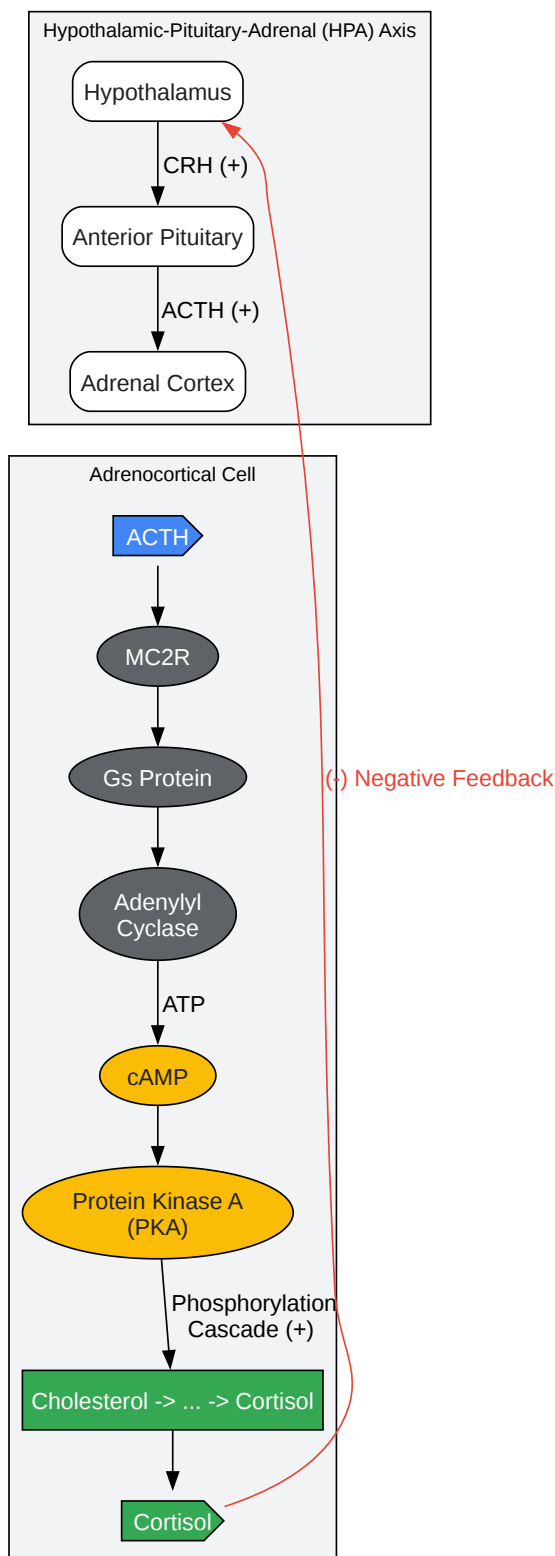 Hypothalamic-Pituitary-Adrenal (HPA) Axis
Hypothalamus
CRH (+)
Anterior Pituitary
ACTH (+)
Adrenal Cortex
Adrenocortical Cell
ACTH
MC2R
Gs Protein
(-) Negative Feedback
Adenylyl
Cyclase
ATP
cAMP
Protein Kinase A
(PKA)
Phosphorylation
Cascade (+)
Cholesterol -> ... -> Cortisol
Cortisol